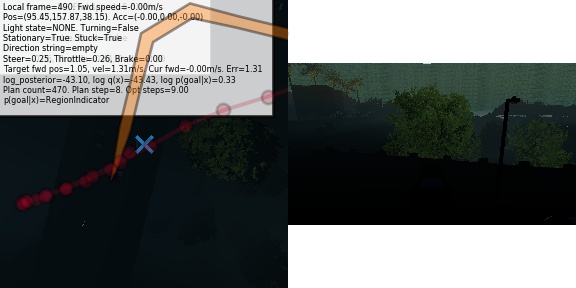 Local frame=490. Fwd speed=-0.00m/s
Pos=(95.45,157.87,38.15). Acc=(-0.00,0.00,-0.00)
Light state=NONE. Turning=False
Stationary=True. Stuck=True
Direction string=empty
Steer=0.25, Throttle=0.26, Brake=0.00
Target fwd pos=1.05, vel=1.31m/s. Cur fwd=-0.00m/s. Err=1.31
log_posterior=-43.10, log q(x)=-43.43, log p(goal|x)=0.33
Plan count=470. Plan step=8. Opt steps=9.00
p(goal|x)=RegionIndicator